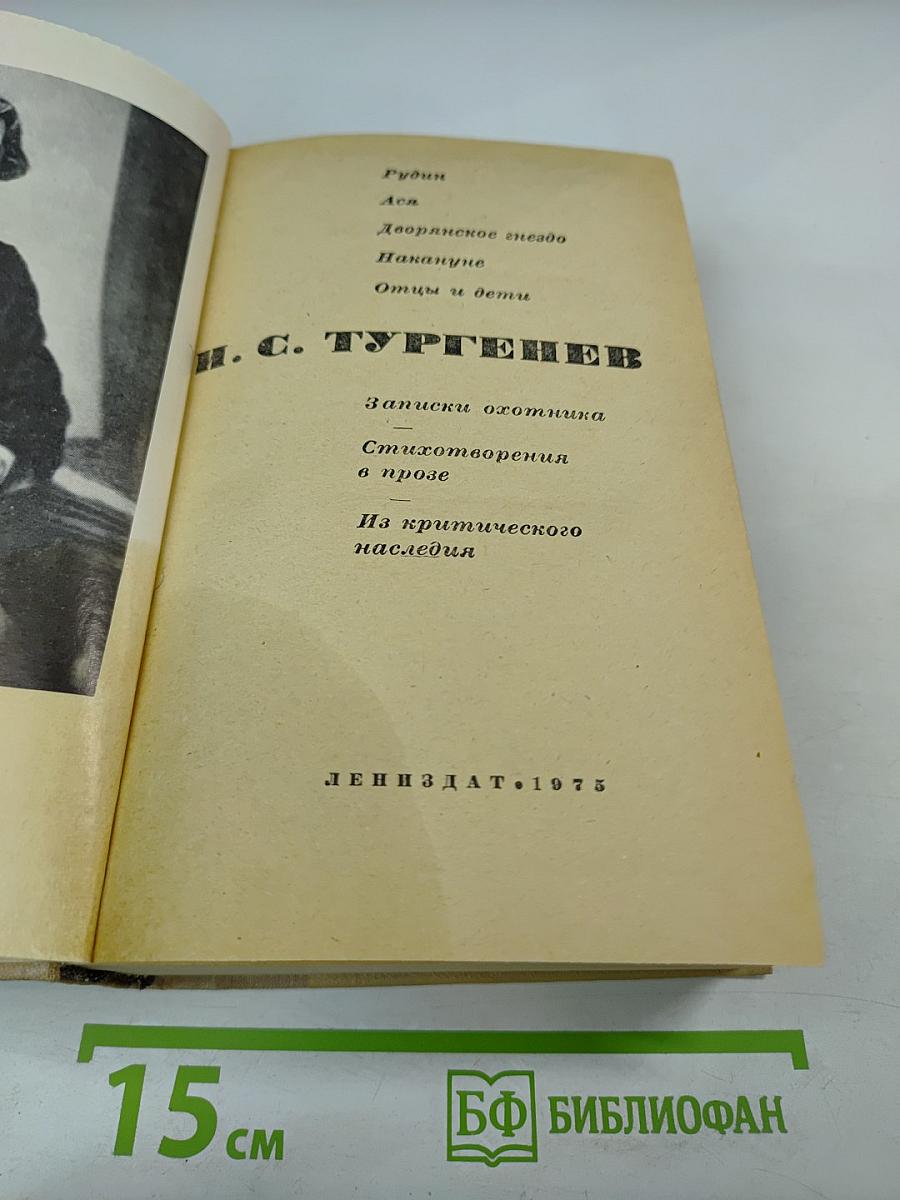 Рудин
Ася
Дворянское гнездо
Накануне
Отцы и дети
И. С. ТУРГЕНЕВ
Записки охотника
—
Стихотворения
в прозе
—
Из критического
наследия
ЛЕНИЗДАТ • 1975
15 см
БФ БИБЛИОФАН